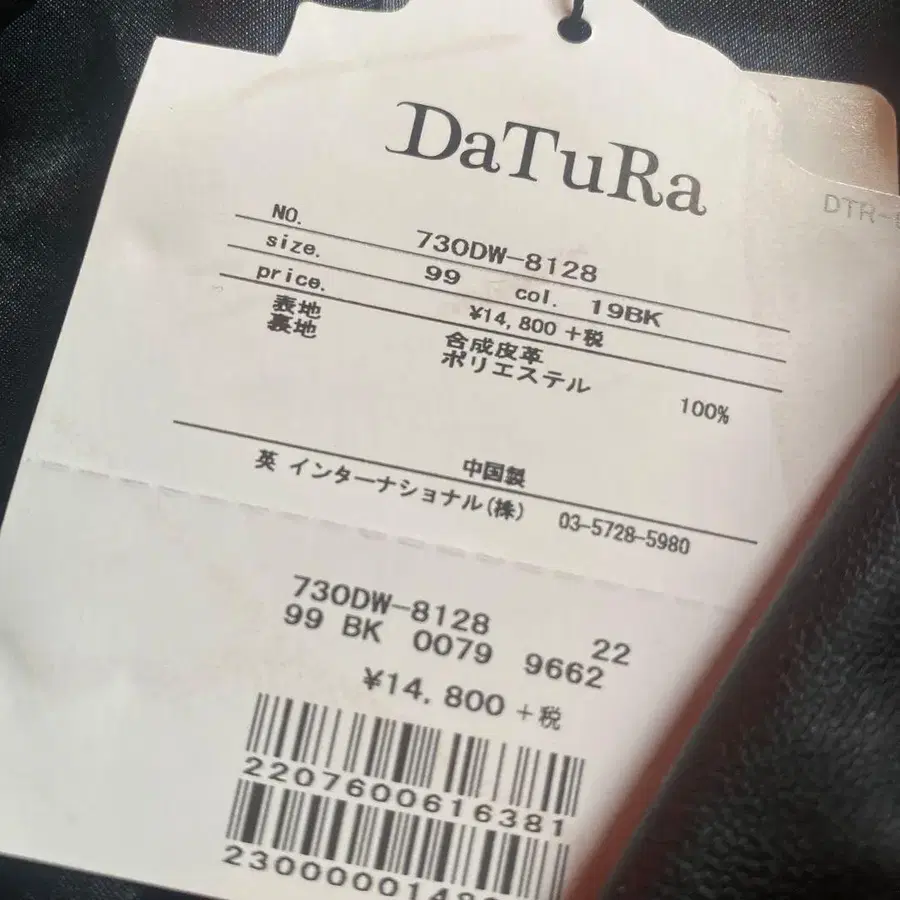 DaTuRa
DTR-
NO. 730DW-8128
size. 99 col. 19BK
price. ¥14,800 +税
表地 合成皮革
裏地 ポリエステル 100%
中国製
英 インターナショナル(株) 03-5728-5980
730DW-8128 22
99 BK 0079 9662
¥14,800 +税
2207600616381
230000014